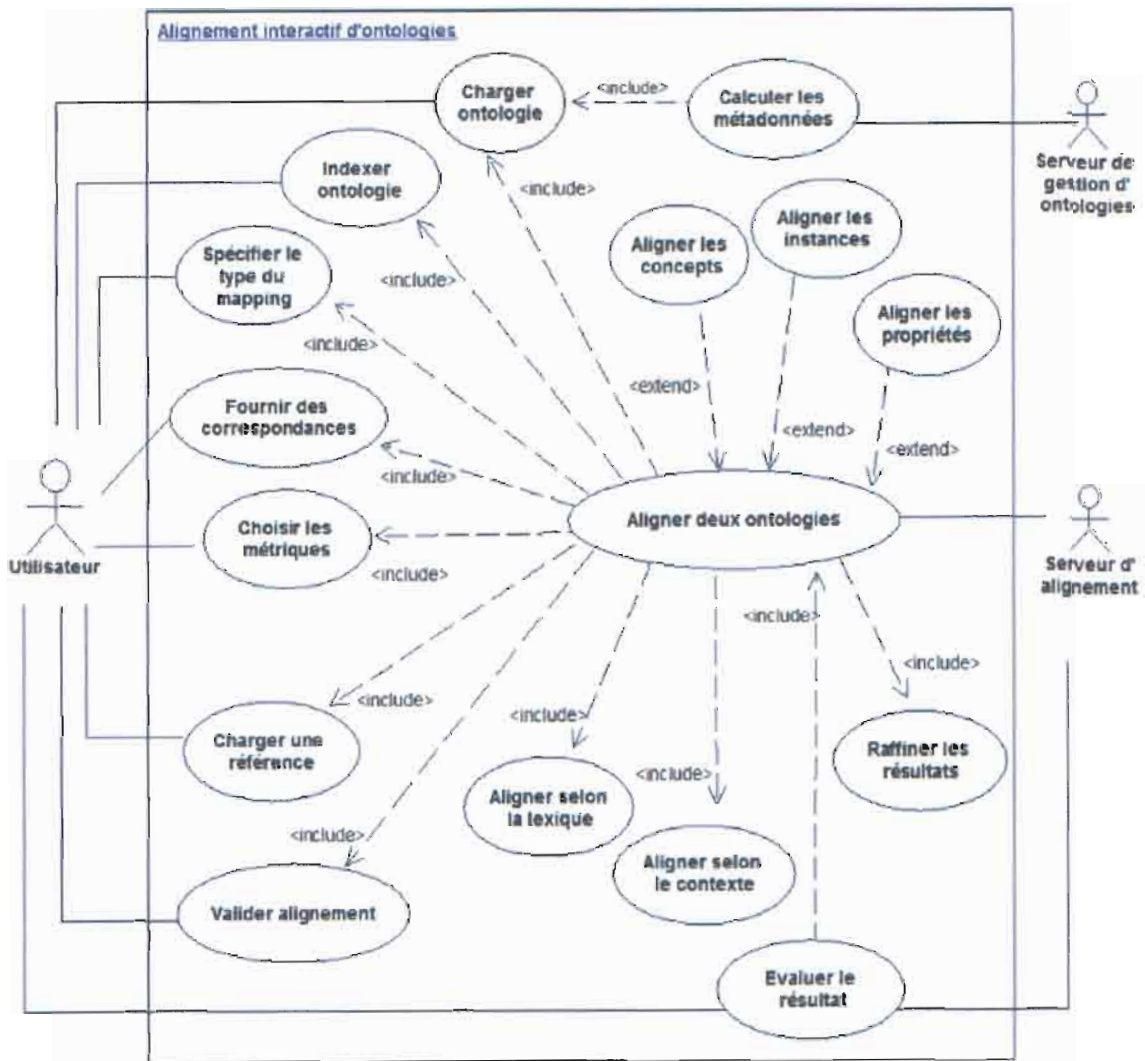 Alignement interactif d'ontologies
Charger
ontologie
<include>
Calculer les
métadonnées
Serveur de
gestion d'
ontologies
Indexer
ontologie
<include>
Aligner les
instances
Aligner les
concepts
Spécifier le
type du
mapping
<include>
Aligner les
propriétés
<include>
<extend>
Fournir des
correspondances
<extend>
<extend>
<include>
Aligner deux ontologies
Choisir les
métriques
<include>
Utilisateur
Serveur d'
alignement
<include>
<include>
<include>
<include>
Charger une
référence
Raffiner les
résultats
<include>
Aligner selon
la lexique
<include>
Aligner selon
le contexte
Valider alignement
Evaluer le
résultat